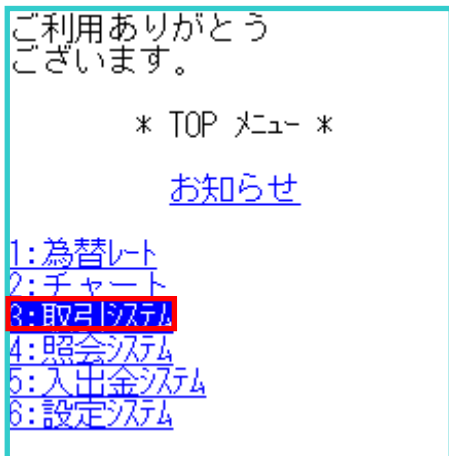 ご利用ありがとう
ございます。
* TOP ﾒﾆｭｰ *
お知らせ
1:為替ﾚｰﾄ
2:チャート
3:取引ｼｽﾃﾑ
4:照会ｼｽﾃﾑ
5:入出金ｼｽﾃﾑ
6:設定ｼｽﾃﾑ